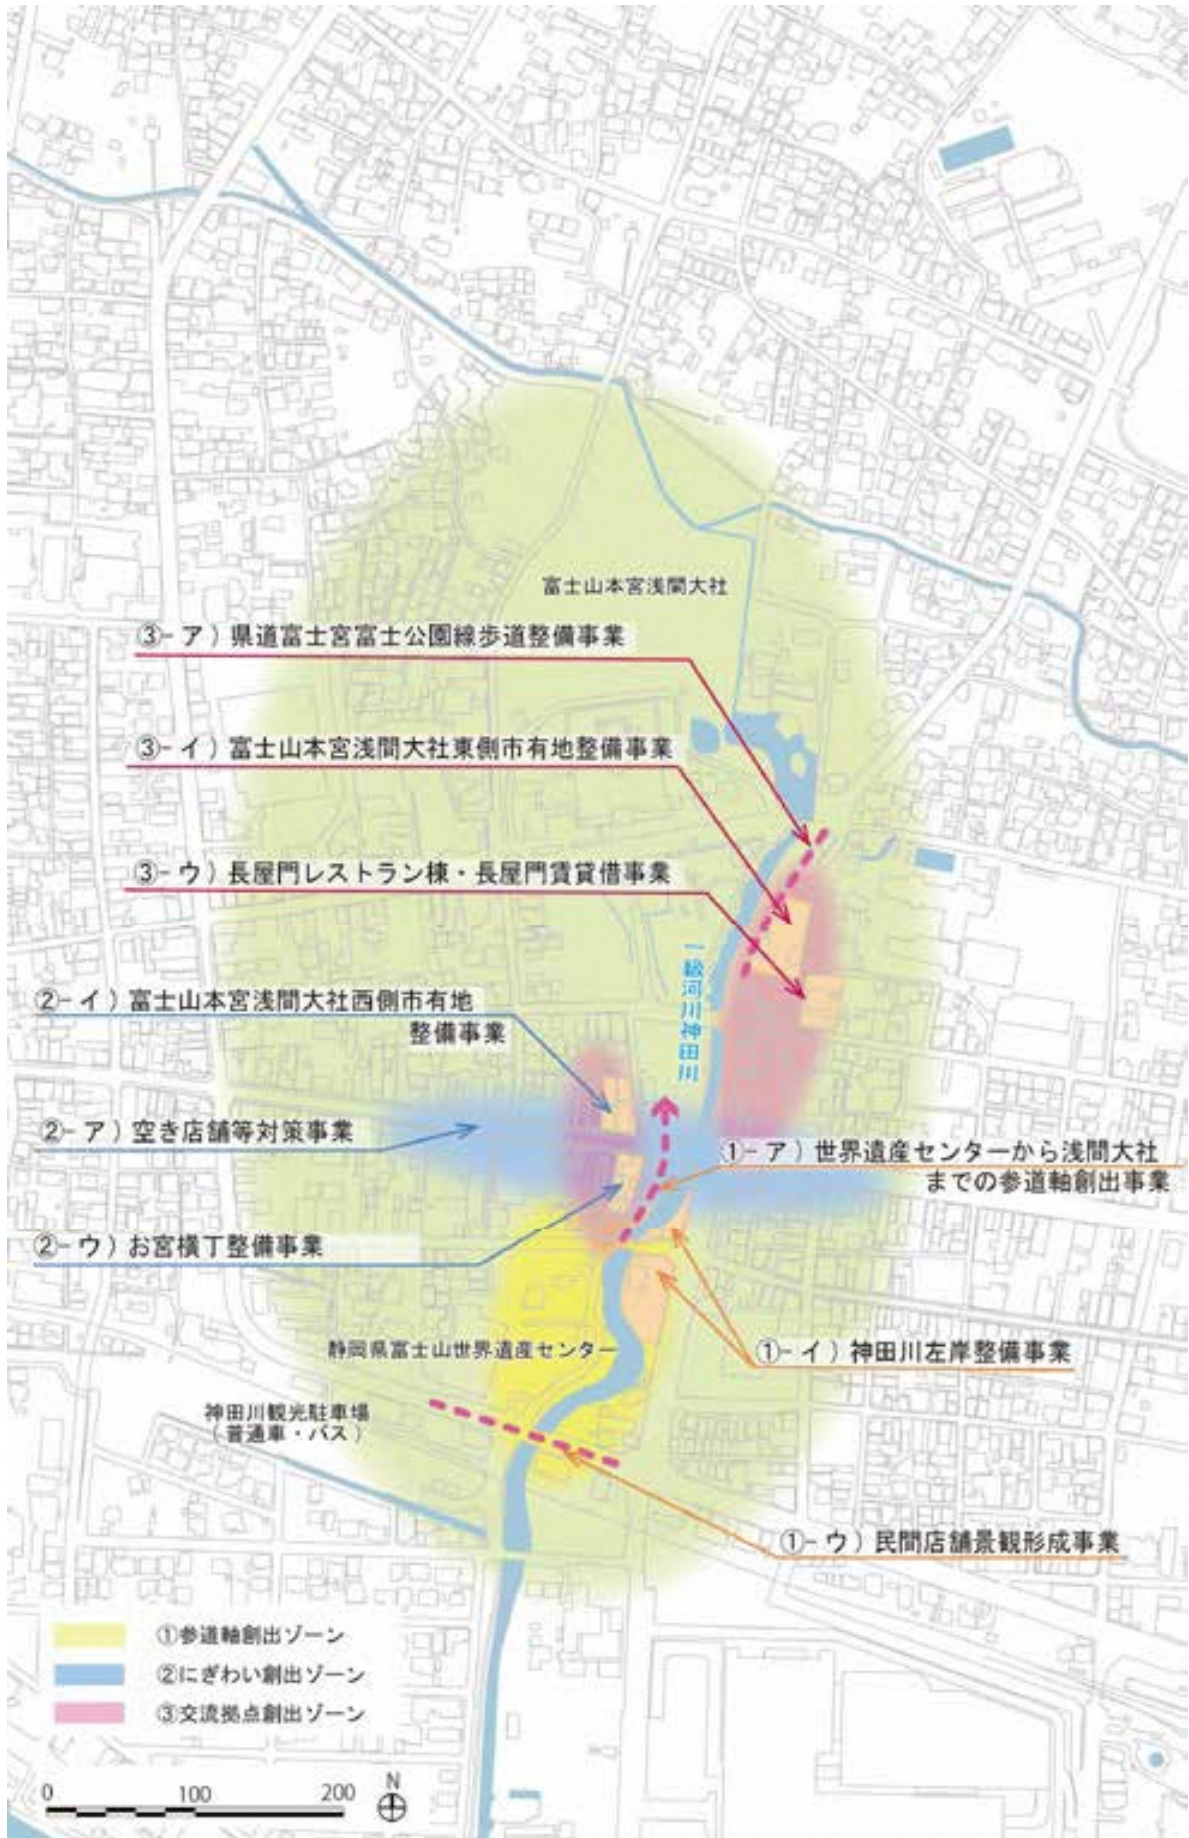 富士山本宮浅間大社
③-ア）県道富士宮富士公園線歩道整備事業
③-イ）富士山本宮浅間大社東側市有地整備事業
③-ウ）長屋門レストラン棟・長屋門賃貸借事業
一級河川神田川
②-イ）富士山本宮浅間大社西側市有地
整備事業
②-ア）空き店舗等対策事業
①-ア）世界遺産センターから浅間大社
までの参道軸創出事業
②-ウ）お宮横丁整備事業
静岡県富士山世界遺産センター
①-イ）神田川左岸整備事業
神田川観光駐車場
（普通車・バス）
①-ウ）民間店舗景観形成事業
①参道軸創出ゾーン
②にぎわい創出ゾーン
③交流拠点創出ゾーン
0 100 200
N